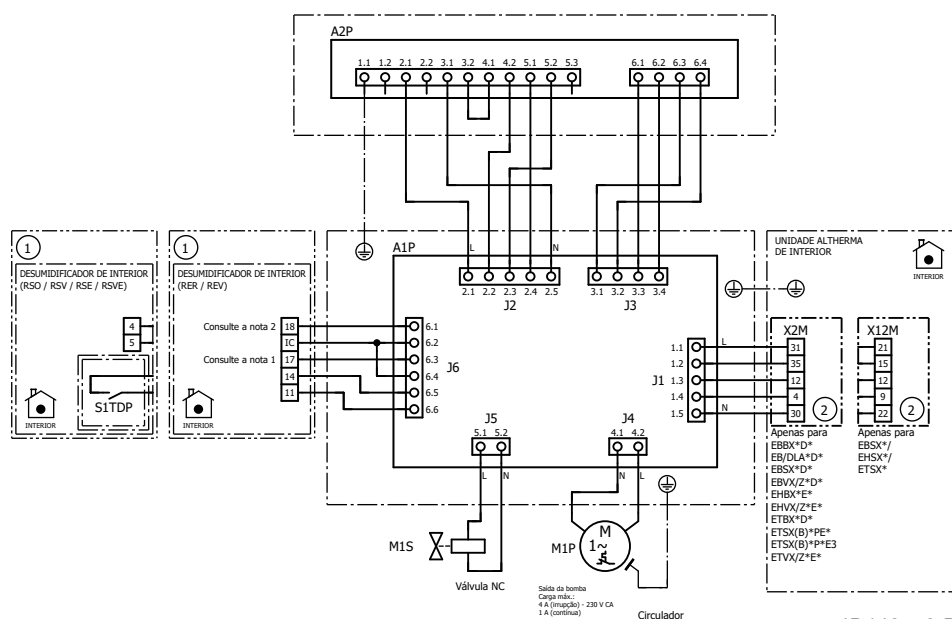 A2P
1.1 1.2 2.1 2.2 3.1 3.2 4.1 4.2 5.1 5.2 5.3 6.1 6.2 6.3 6.4
1
DESUMIDIFICADOR DE INTERIOR
(RSO / RSV / RSE / RSVE)
4
5
S1TDP
INTERIOR
1
DESUMIDIFICADOR DE INTERIOR
(RER / REV)
Consulte a nota 2
18
IC
Consulte a nota 1
17
14
11
INTERIOR
A1P
L
N
2.1 2.2 2.3 2.4 2.5
J2
3.1 3.2 3.3 3.4
J3
6.1
6.2
6.3
6.4
6.5
6.6
J6
J1
1.1
1.2
1.3
1.4
1.5
L
N
J5
5.1 5.2
L
N
J4
4.1 4.2
N
L
M1S
Válvula NC
M1P
M
1~
Saída da bomba
Carga máx.:
4 A (irrupção) - 230 V CA
1 A (contínua)
Circulador
UNIDADE ALTHERMA
DE INTERIOR
INTERIOR
X2M
31
35
12
4
30
2
Apenas para
EBBX*D*
EB/DLA*D*
EBSX*D*
EBVX/Z*D*
EHBX*E*
EHVX/Z*E*
ETBX*D*
ETSX(B)*PE*
ETSX(B)*P*E3
ETVX/Z*E*
X12M
21
15
12
9
22
2
Apenas para
EBSX*/
EHSX*/
ETSX*